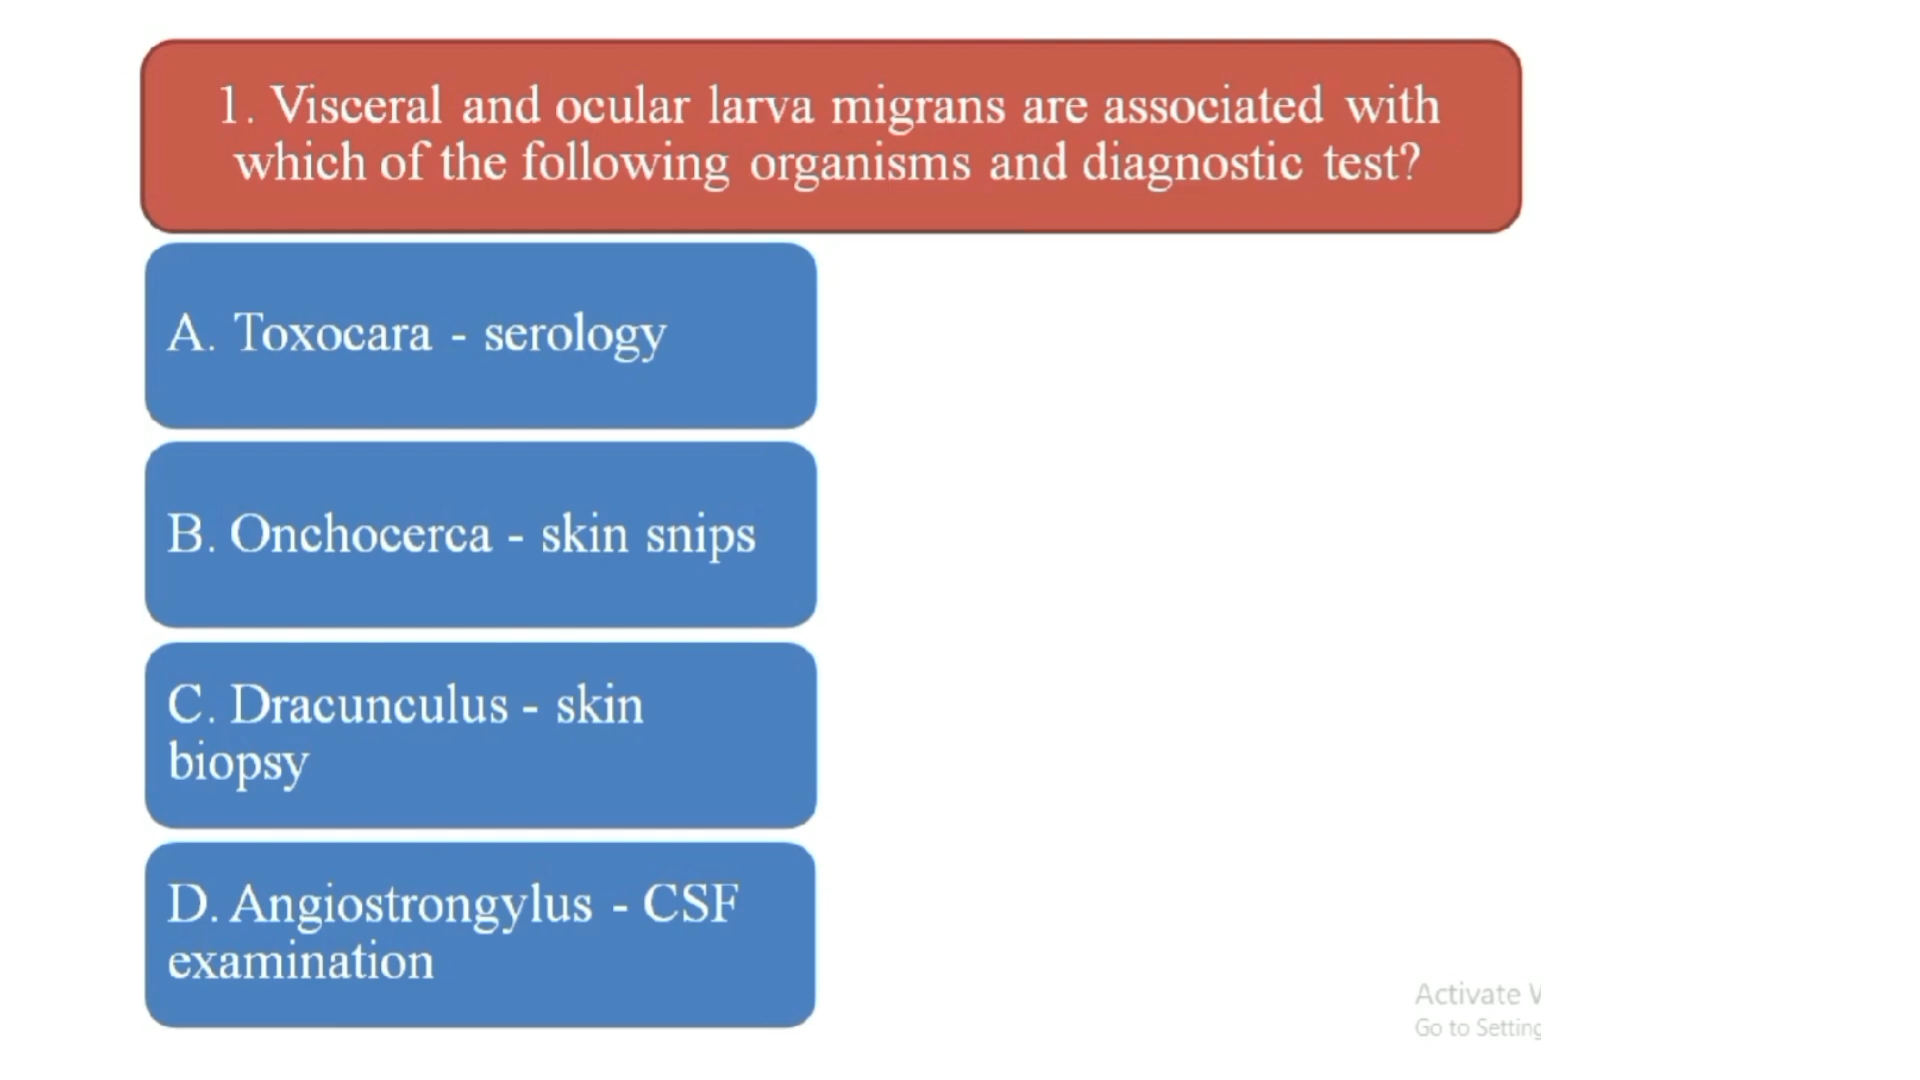 1. Visceral and ocular larva migrans are associated with
which of the following organisms and diagnostic test?
A. Toxocara - serology
B. Onchocerca - skin snips
C. Dracunculus - skin
biopsy
D. Angiostrongylus - CSF
examination
Activate
Go to Setting